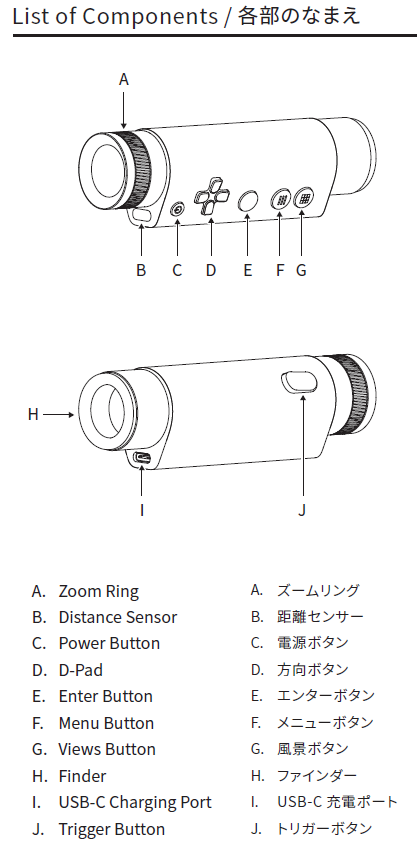 List of Components / 各部のなまえ
A
B C D E F G
H
I J
A. Zoom Ring
B. Distance Sensor
C. Power Button
D. D-Pad
E. Enter Button
F. Menu Button
G. Views Button
H. Finder
I. USB-C Charging Port
J. Trigger Button
A. ズームリング
B. 距離センサー
C. 電源ボタン
D. 方向ボタン
E. エンターボタン
F. メニューボタン
G. 風景ボタン
H. ファインダー
I. USB-C 充電ポート
J. トリガーボタン